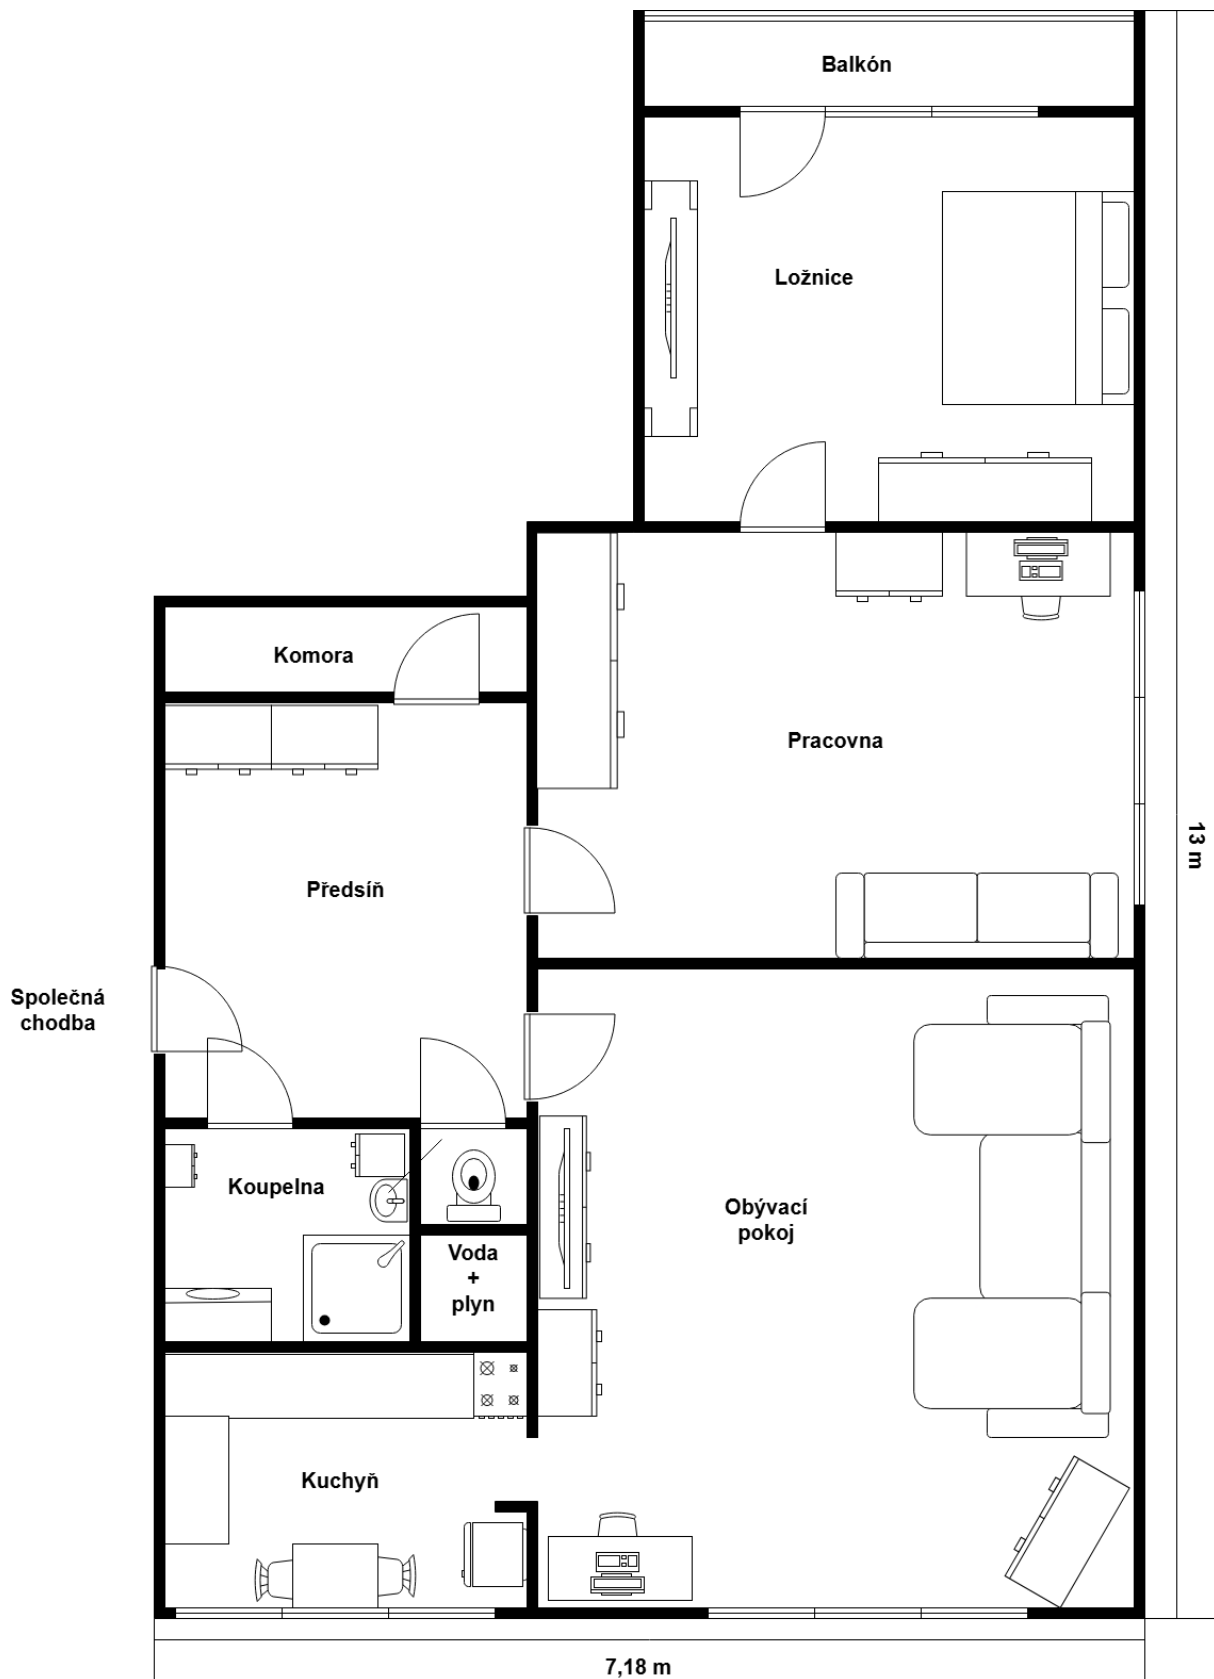 Balkón
Ložnice
Komora
Pracovna
13 m
Předsíň
Společná
chodba
Koupelna
Obývací
pokoj
Voda
+
plyn
Kuchyň
7,18 m